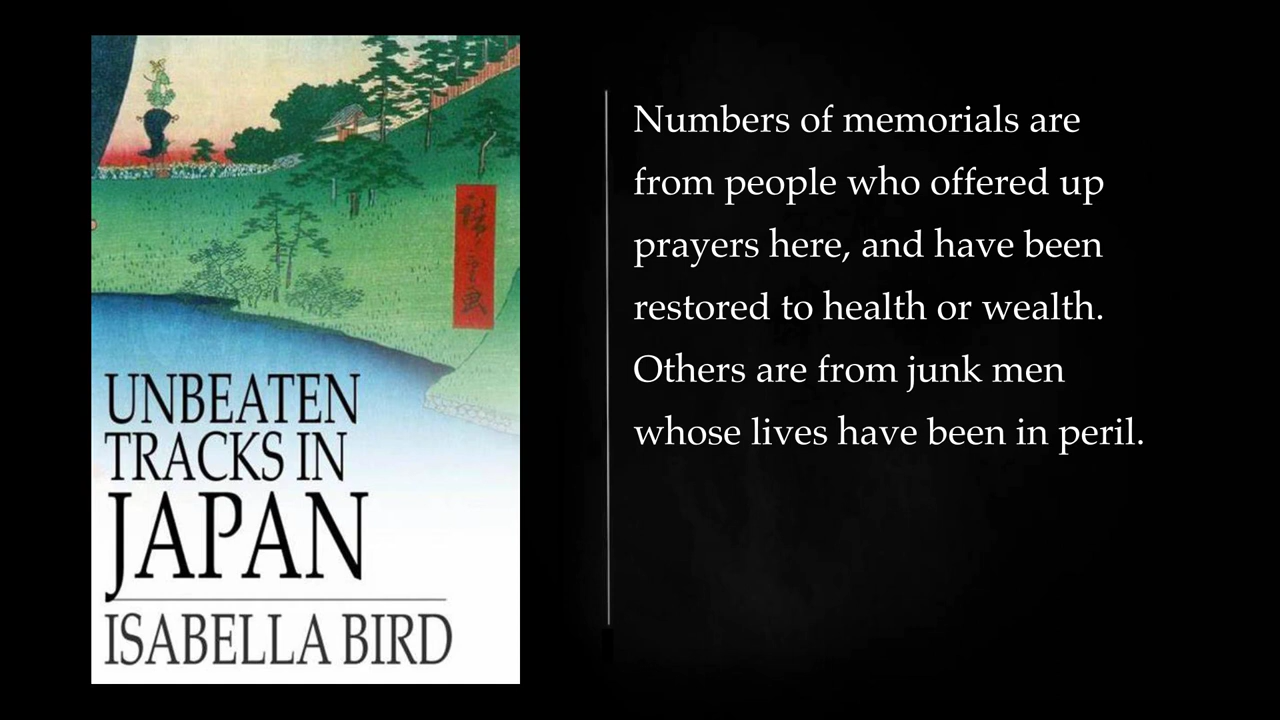 UNBEATEN
TRACKS IN
JAPAN
ISABELLA BIRD
Numbers of memorials are
from people who offered up
prayers here, and have been
restored to health or wealth.
Others are from junk men
whose lives have been in peril.